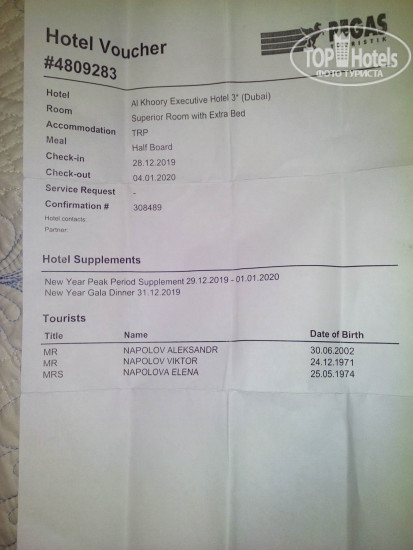 Hotel Voucher
#4809283
PEGAS
TOP Hotels
ФОТО ТУРИСТА
Hotel Al Khoory Executive Hotel 3* (Dubai)
Room Superior Room with Extra Bed
Accommodation TRP
Meal Half Board
Check-in 28.12.2019
Check-out 04.01.2020
Service Request -
Confirmation # 308489
Hotel contacts:
Partner:
Hotel Supplements
New Year Peak Period Supplement 29.12.2019 - 01.01.2020
New Year Gala Dinner 31.12.2019
Tourists
Title Name Date of Birth
MR NAPOLOV ALEKSANDR 30.06.2002
MR NAPOLOV VIKTOR 24.12.1971
MRS NAPOLOVA ELENA 25.05.1974